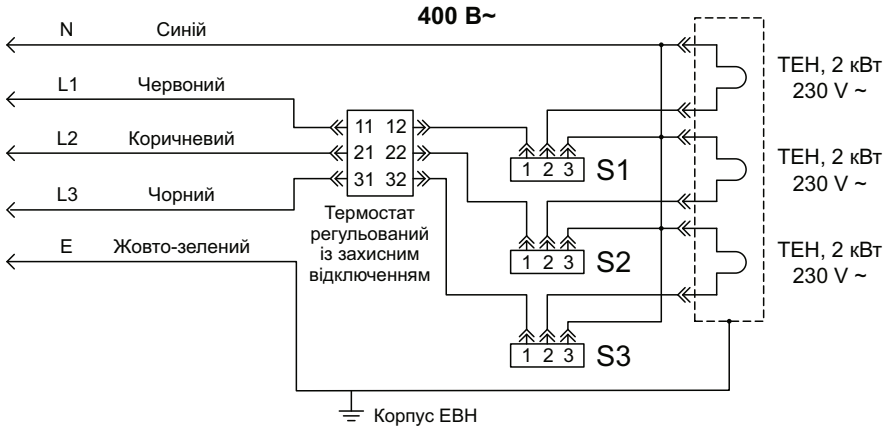 400 В~
N Синій
L1 Червоний
L2 Коричневий
L3 Чорний
E Жовто-зелений
11 12
21 22
31 32
Термостат
регульований
із захисним
відключенням
1 2 3 S1
1 2 3 S2
1 2 3 S3
ТЕН, 2 кВт
230 V ~
ТЕН, 2 кВт
230 V ~
ТЕН, 2 кВт
230 V ~
Корпус ЕВН